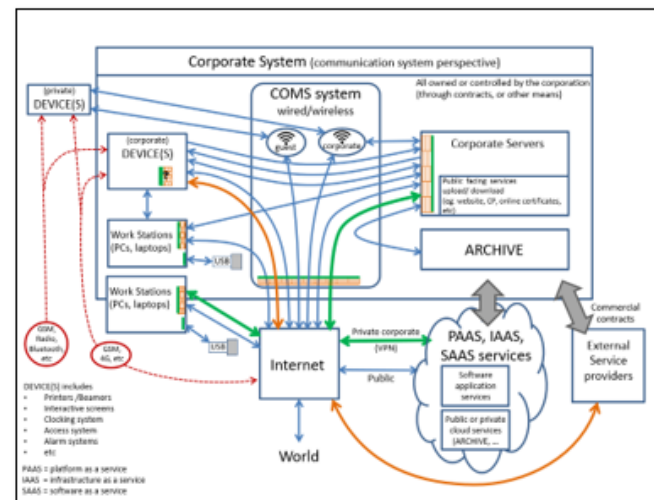 Corporate System (communication system perspective)
All owned or controlled by the corporation
(through contracts, or other means)
COMS system
wired/wireless
guest
corporate
(private)
DEVICE(S)
(corporate)
DEVICE(S)
Corporate Servers
Public facing services
upload/ download
(eg website, CP, online certificates,
etc)
ARCHIVE
Work Stations
(PCs, laptops)
USB
Work Stations
(PCs, laptops)
USB
GSM,
Radio,
Bluetooth,
etc
GSM,
4G, etc
Internet
Private corporate
(VPN)
Public
PAAS, IAAS,
SAAS services
Software
application
services
Public or private
cloud services
(ARCHIVE, ...
Commercial
contracts
External
Service
providers
World
DEVICE(S) includes
• Printers /Beamers
• Interactive screens
• Clocking system
• Access system
• Alarm systems
• etc
PAAS = platform as a service
IAAS = infrastructure as a service
SAAS = software as a service